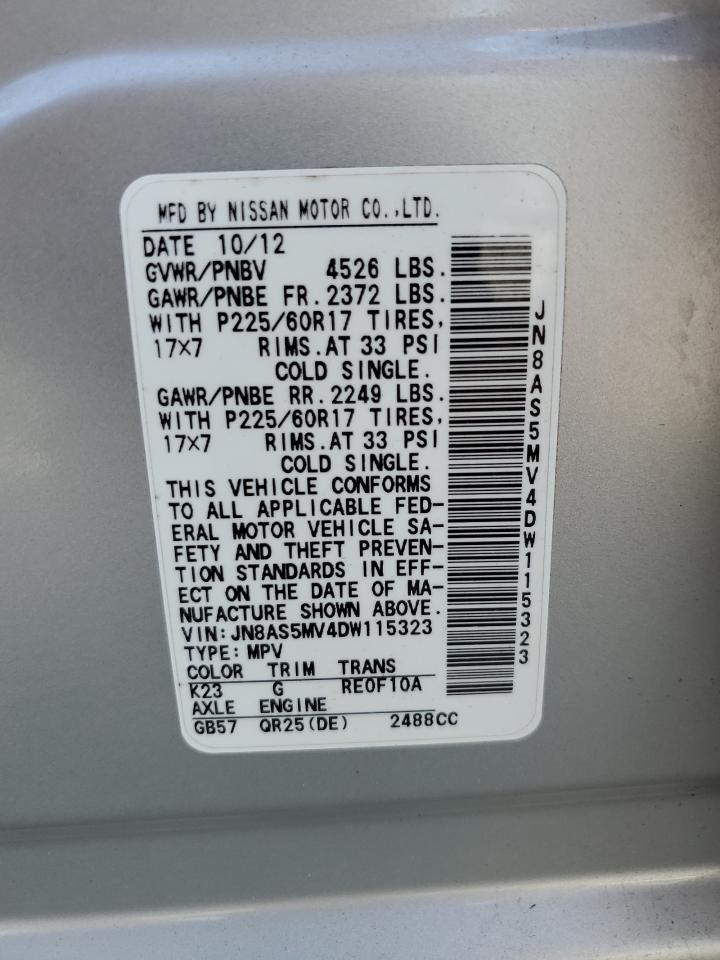 MFD BY NISSAN MOTOR CO.,LTD.
DATE 10/12
GVWR/PNBV 4526 LBS.
GAWR/PNBE FR. 2372 LBS.
WITH P225/60R17 TIRES,
17×7 RIMS. AT 33 PSI
COLD SINGLE.
GAWR/PNBE RR. 2249 LBS.
WITH P225/60R17 TIRES,
17×7 RIMS. AT 33 PSI
COLD SINGLE.
THIS VEHICLE CONFORMS
TO ALL APPLICABLE FED-
ERAL MOTOR VEHICLE SA-
FETY AND THEFT PREVEN-
TION STANDARDS IN EFF-
ECT ON THE DATE OF MA-
NUFACTURE SHOWN ABOVE.
VIN: JN8AS5MV4DW115323
TYPE: MPV
COLOR TRIM TRANS
K23 G RE0F10A
AXLE ENGINE
GB57 QR25(DE) 2488CC
JN8AS5MV4DW115323